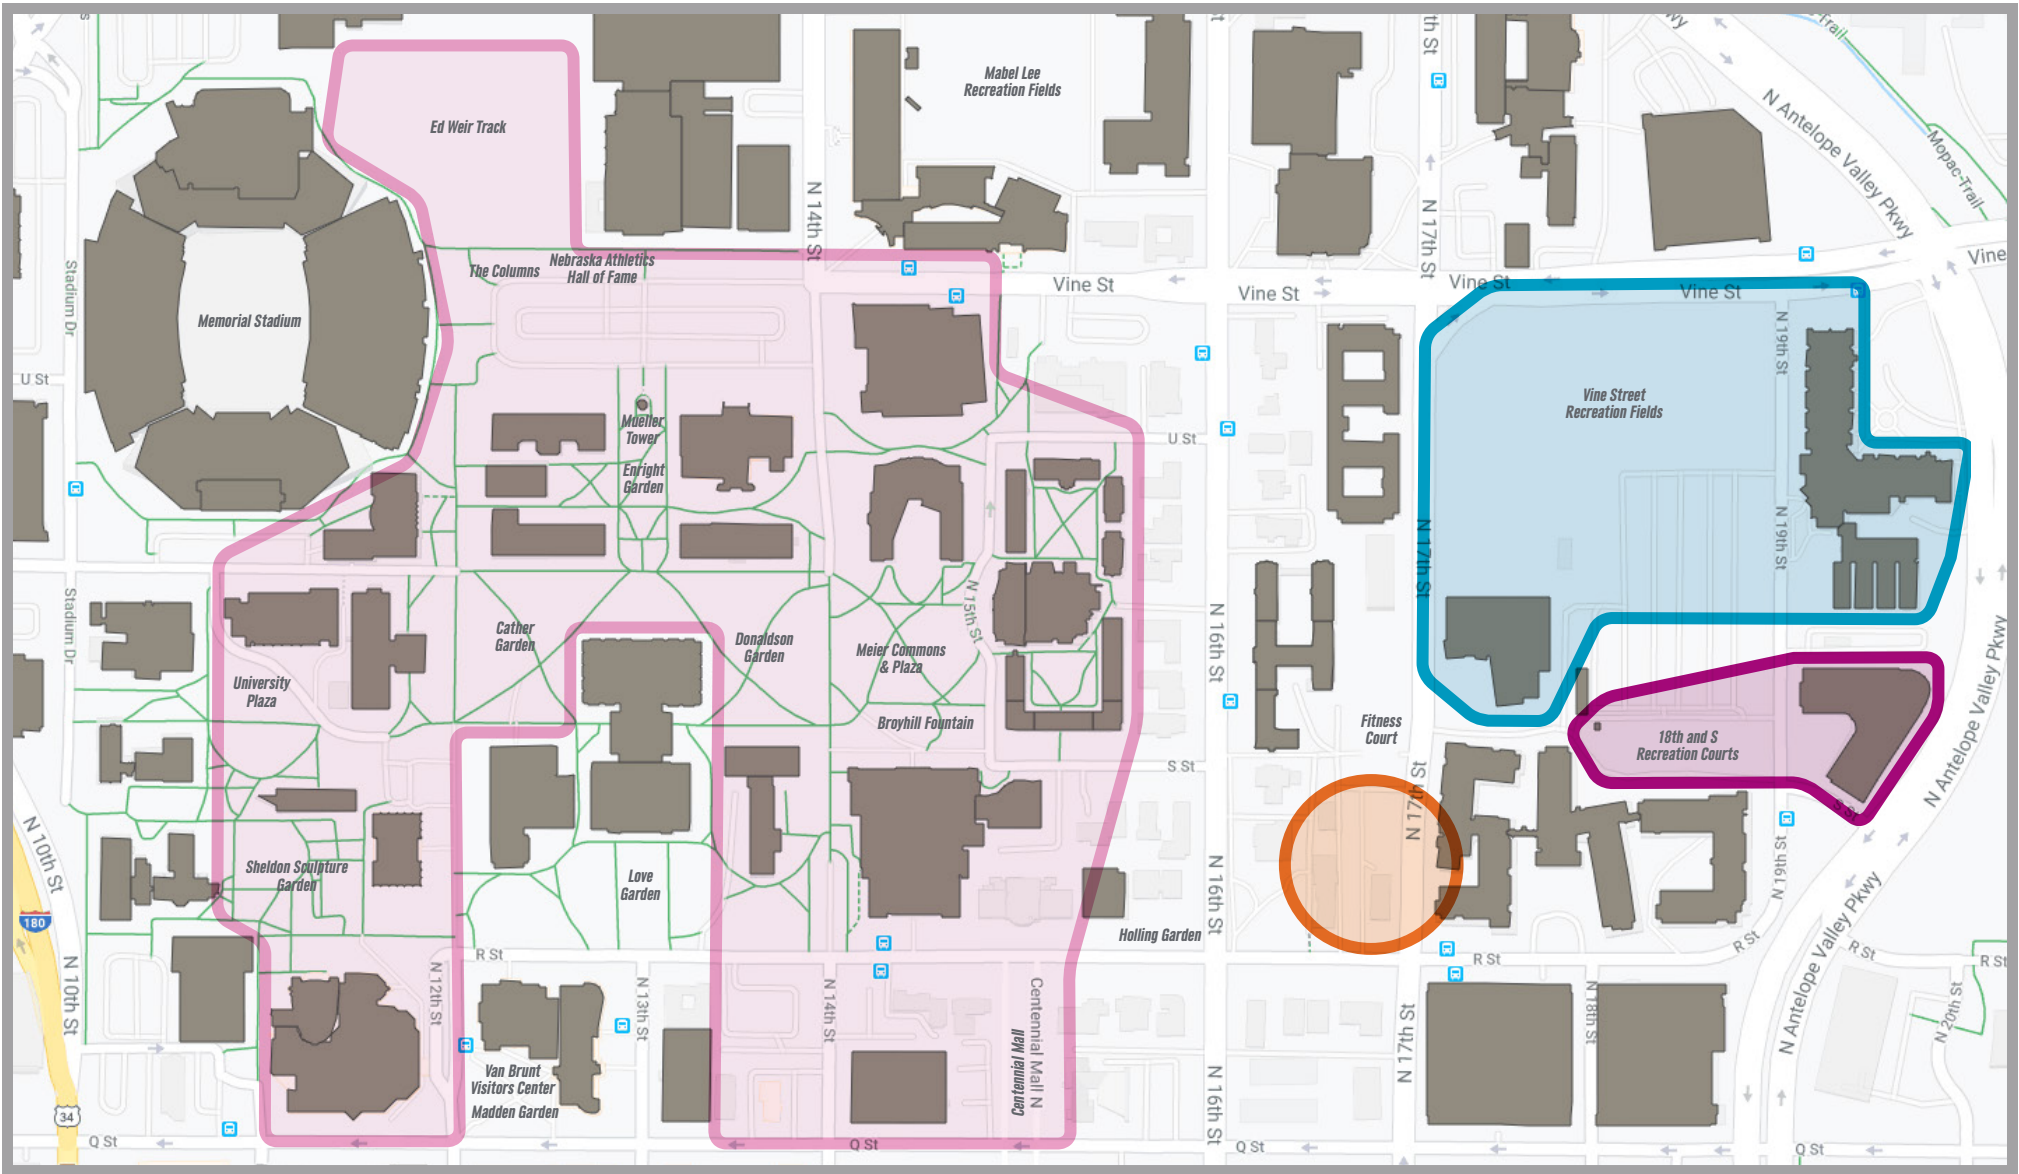 Mabel Lee
Recreation Fields
Ed Weir Track
N Antelope Valley Pkwy
Mopac-Trail
N 14th St
N 17th St
The Columns
Nebraska Athletics
Hall of Fame
Vine St
Vine St
Vine St
Vine St
Vine
Stadium Dr
Memorial Stadium
U St
N 19th St
Vine Street
Recreation Fields
Mueller
Tower
U St
Enright
Garden
N 17th St
N 19th St
N 15th St
Stadium Dr
Cather
Garden
Donaldson
Garden
Meier Commons
& Plaza
N 16th St
University
Plaza
Broyhill Fountain
Fitness
Court
18th and S
Recreation Courts
N Antelope Valley Pkwy
S St
N 17th St
S St
N 10th St
Sheldon Sculpture
Garden
Love
Garden
N 16th St
N 19th St
180
Holling Garden
R St
R St
R St
R St
R St
N Antelope Valley Pkwy
N 10th St
N 12th St
N 13th St
N 14th St
Centennial Mall N
Centennial Mall
N 17th St
N 18th St
N 20th St
Van Brunt
Visitors Center
Madden Garden
N 16th St
34
Q St
Q St
Q St
Q St